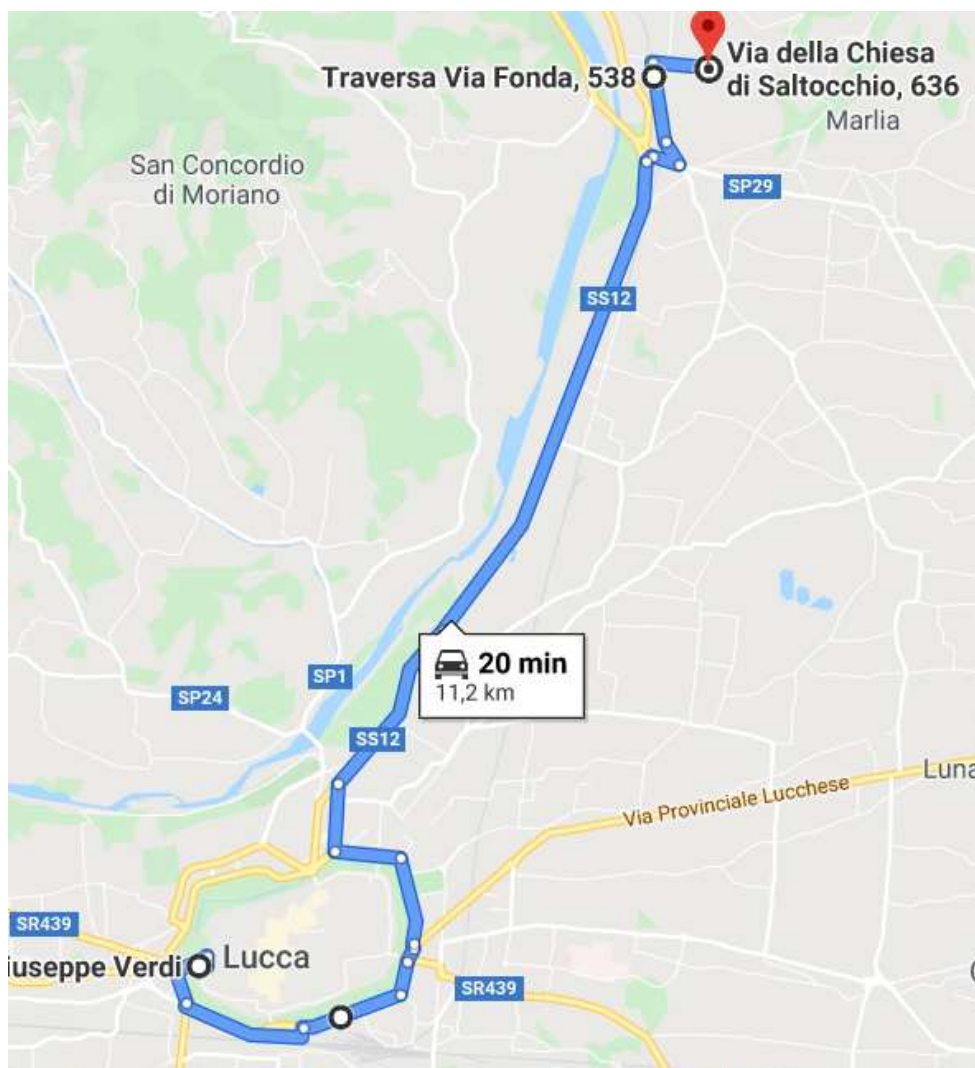 Traversa Via Fonda, 538
Via della Chiesa
di Saltocchio, 636
Marlia
San Concordio
di Moriano
SP29
SS12
20 min
11,2 km
SP1
SP24
SS12
Luna
Via Provinciale Lucchese
SR439
iuseppe Verdi
Lucca
SR439